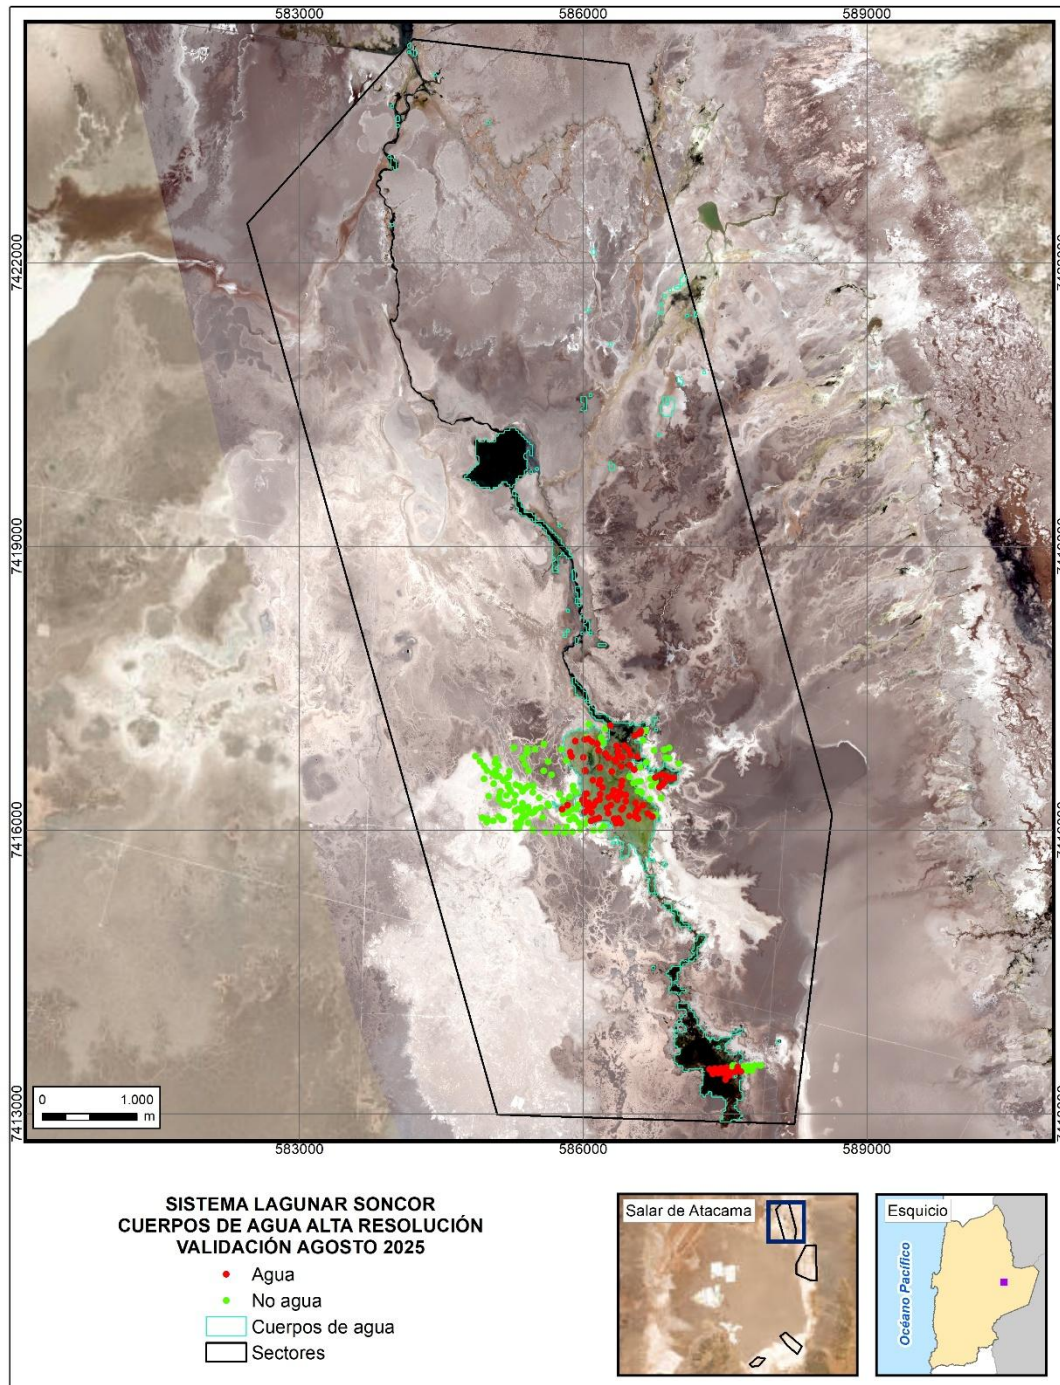 583000 586000 589000
7422000
7419000
7416000
7413000
0 1.000
m
583000 586000 589000
SISTEMA LAGUNAR SONCOR
CUERPOS DE AGUA ALTA RESOLUCIÓN
VALIDACIÓN AGOSTO 2025
Agua
No agua
Cuerpos de agua
Sectores
Salar de Atacama
Esquicio
Océano Pacífico